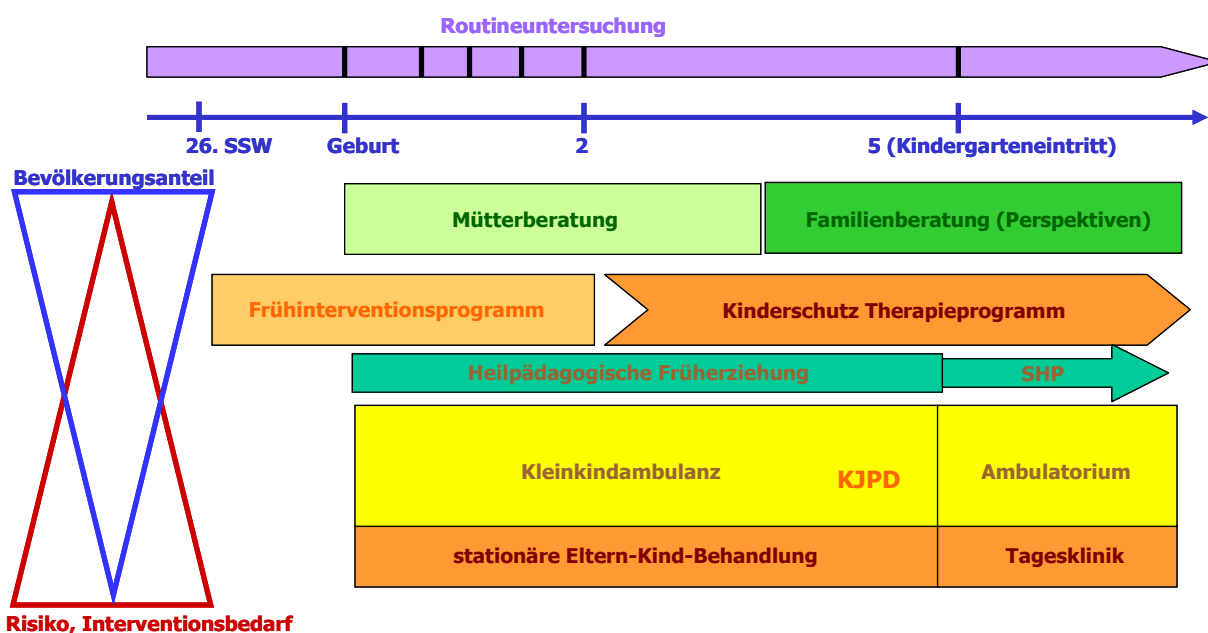 Routineuntersuchung
26. SSW
Geburt
2
5 (Kindergarteneintritt)
Bevölkerungsanteil
Mütterberatung
Familienberatung (Perspektiven)
Frühinterventionsprogramm
Kinderschutz Therapieprogramm
Heilpädagogische Früherziehung
SHP
Kleinkindambulanz
KJPD
Ambulatorium
stationäre Eltern-Kind-Behandlung
Tagesklinik
Risiko, Interventionsbedarf